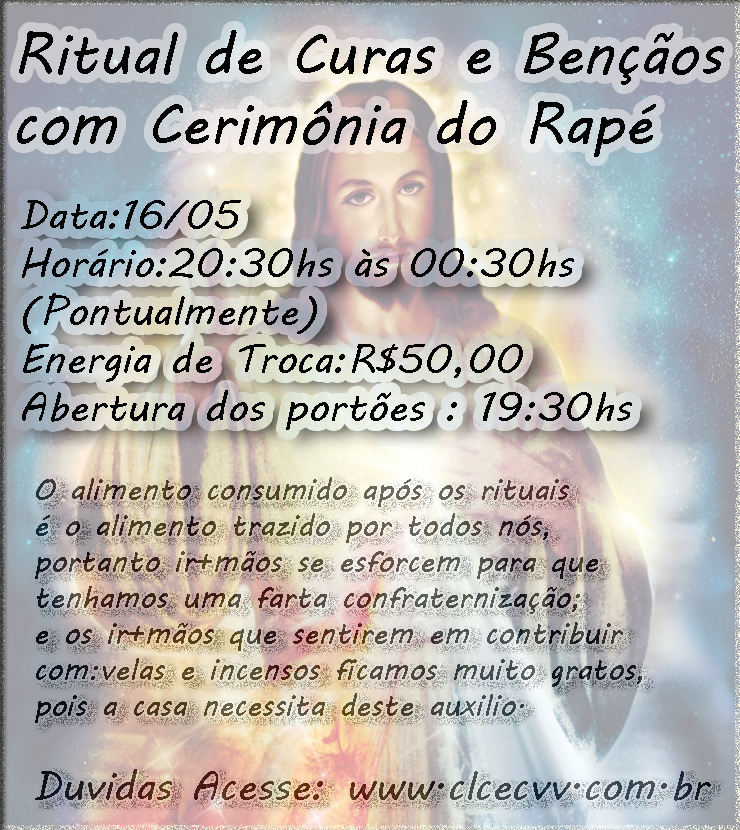 Ritual de Curas e Bençãos
com Cerimônia do Rapé
Data:16/05
Horário:20:30hs às 00:30hs
(Pontualmente)
Energia de Troca:R$50,00
Abertura dos portões : 19:30hs
O alimento consumido após os rituais
é o alimento trazido por todos nós,
portanto ir+mãos se esforcem para que
tenhamos uma farta confraternização;
e os ir+mãos que sentirem em contribuir
com:velas e incensos ficamos muito gratos,
pois a casa necessita deste auxilio.
Duvidas Acesse: www.clcecvv.com.br